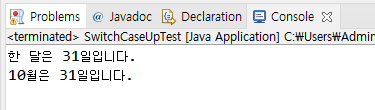 Problems @ Javadoc Declaration Console
<terminated> SwitchCaseUpTest [Java Application] C:₩Users₩Admin
한 달은 31일입니다.
10월은 31일입니다.